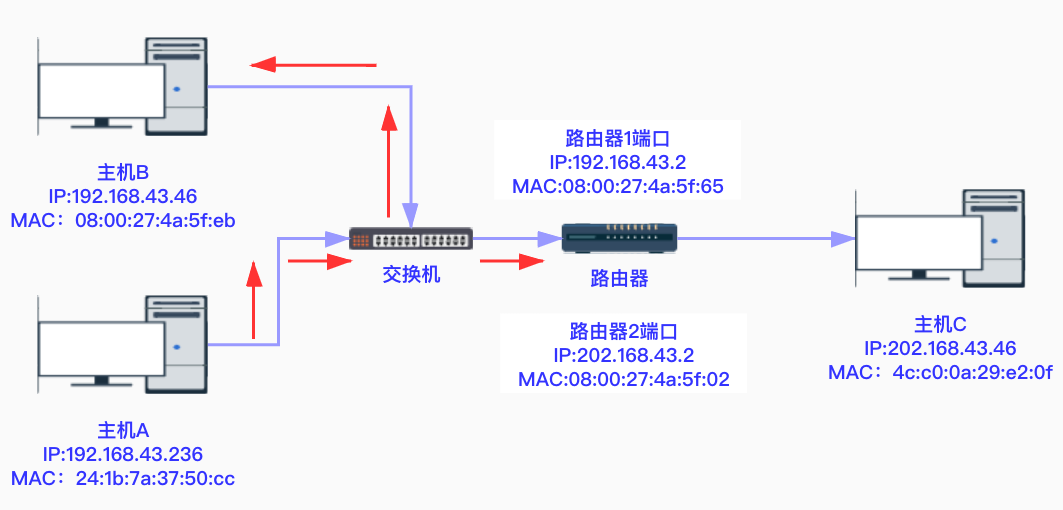 主机B
IP:192.168.43.46
MAC：08:00:27:4a:5f:eb
路由器1端口
IP:192.168.43.2
MAC:08:00:27:4a:5f:65
交换机
路由器
路由器2端口
IP:202.168.43.2
MAC:08:00:27:4a:5f:02
主机C
IP:202.168.43.46
MAC：4c:c0:0a:29:e2:0f
主机A
IP:192.168.43.236
MAC：24:1b:7a:37:50:cc